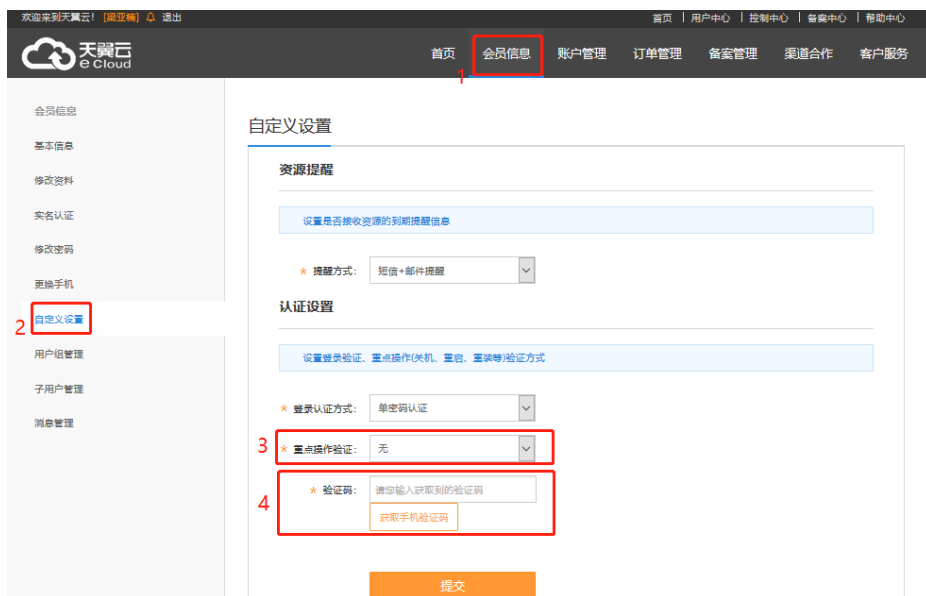 欢迎来到天翼云! [梁亚楠] 退出 首页 | 用户中心 | 控制中心 | 备案中心 | 帮助中心
天翼云
e Cloud
首页 会员信息 账户管理 订单管理 备案管理 渠道合作 客户服务
1
会员信息
基本信息
修改资料
实名认证
修改密码
更换手机
2 自定义设置
用户组管理
子用户管理
消息管理
自定义设置
资源提醒
设置是否接收资源的到期提醒信息
* 提醒方式: 短信+邮件提醒
认证设置
设置登录验证、重点操作(关机、重启、重装等)验证方式
* 登录认证方式: 单密码认证
3 * 重点操作验证: 无
4 * 验证码: 请您输入获取到的验证码
获取手机验证码
提交